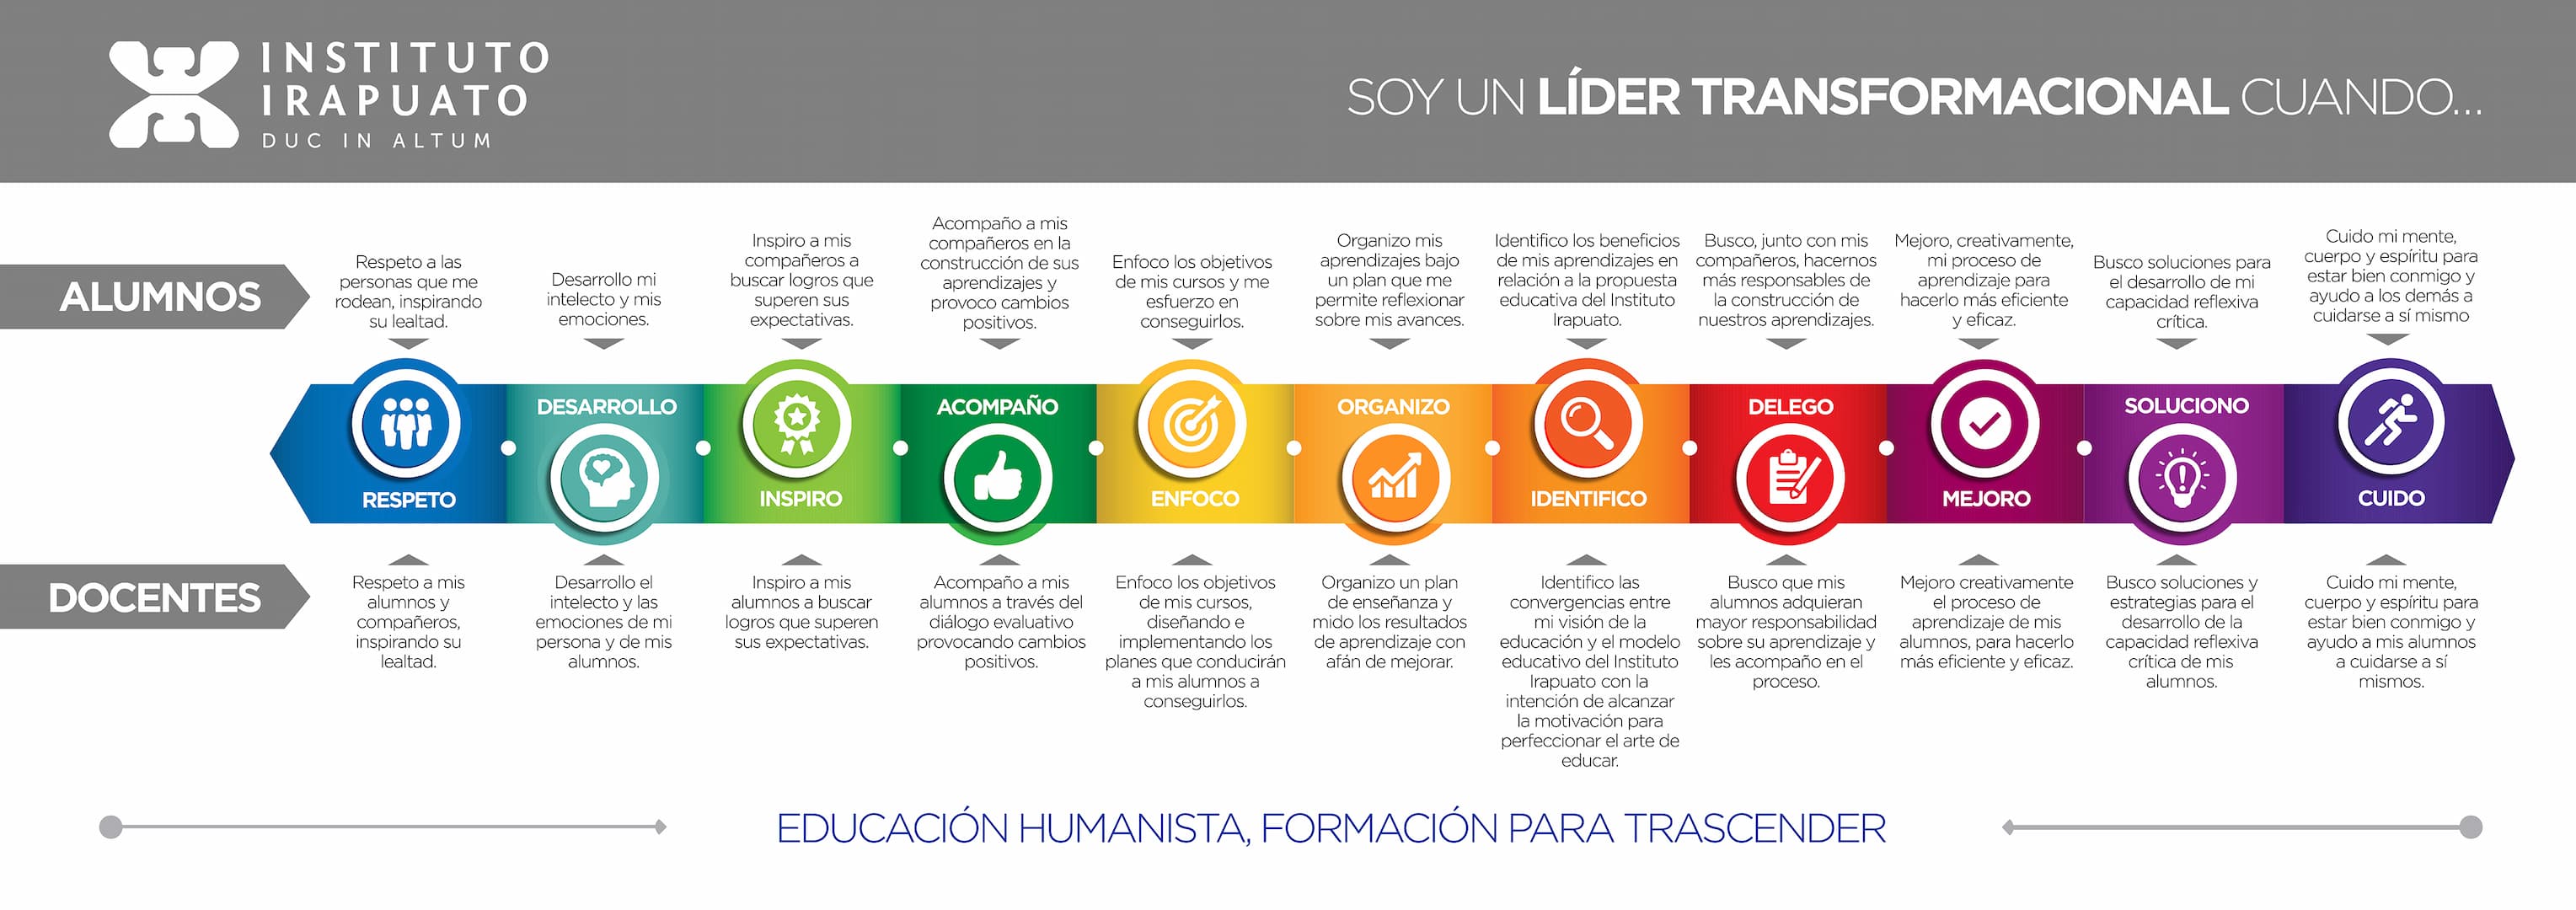 INSTITUTO
IRAPUATO
DUC IN ALTUM
SOY UN LÍDER TRANSFORMACIONAL CUANDO...
ALUMNOS
Respeto a las
personas que me
rodean, inspirando
su lealtad.
Desarrollo mi
intelecto y mis
emociones.
Inspiro a mis
compañeros a
buscar logros que
superen sus
expectativas.
Acompaño a mis
compañeros en la
construcción de sus
aprendizajes y
provoco cambios
positivos.
Enfoco los objetivos
de mis cursos y me
esfuerzo en
conseguirlos.
Organizo mis
aprendizajes bajo
un plan que me
permite reflexionar
sobre mis avances.
Identifico los beneficios
de mis aprendizajes en
relación a la propuesta
educativa del Instituto
Irapuato.
Busco, junto con mis
compañeros, hacernos
más responsables de
la construcción de
nuestros aprendizajes.
Mejoro, creativamente,
mi proceso de
aprendizaje para
hacerlo más eficiente
y eficaz.
Busco soluciones para
el desarrollo de mi
capacidad reflexiva
crítica.
Cuido mi mente,
cuerpo y espíritu para
estar bien conmigo y
ayudo a los demás a
cuidarse a sí mismo
RESPETO
DESARROLLO
INSPIRO
ACOMPAÑO
ENFOCO
ORGANIZO
IDENTIFICO
DELEGO
MEJORO
SOLUCIONO
CUIDO
DOCENTES
Respeto a mis
alumnos y
compañeros,
inspirando su
lealtad.
Desarrollo el
intelecto y las
emociones de mi
persona y de mis
alumnos.
Inspiro a mis
alumnos a buscar
logros que superen
sus expectativas.
Acompaño a mis
alumnos a través del
diálogo evaluativo
provocando cambios
positivos.
Enfoco los objetivos
de mis cursos,
diseñando e
implementando los
planes que conducirán
a mis alumnos a
conseguirlos.
Organizo un plan
de enseñanza y
mido los resultados
de aprendizaje con
afán de mejorar.
Identifico las
convergencias entre
mi visión de la
educación y el modelo
educativo del Instituto
Irapuato con la
intención de alcanzar
la motivación para
perfeccionar el arte de
educar.
Busco que mis
alumnos adquieran
mayor responsabilidad
sobre su aprendizaje y
les acompaño en el
proceso.
Mejoro creativamente
el proceso de
aprendizaje de mis
alumnos, para hacerlo
más eficiente y eficaz.
Busco soluciones y
estrategias para el
desarrollo de la
capacidad reflexiva
crítica de mis
alumnos.
Cuido mi mente,
cuerpo y espíritu para
estar bien conmigo y
ayudo a mis alumnos
a cuidarse a sí
mismos.
EDUCACIÓN HUMANISTA, FORMACIÓN PARA TRASCENDER